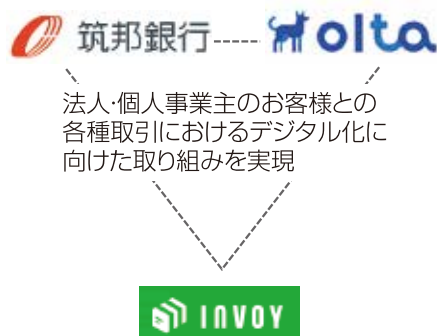 筑邦銀行 olta
法人・個人事業主のお客様との
各種取引におけるデジタル化に
向けた取り組みを実現
INVOY